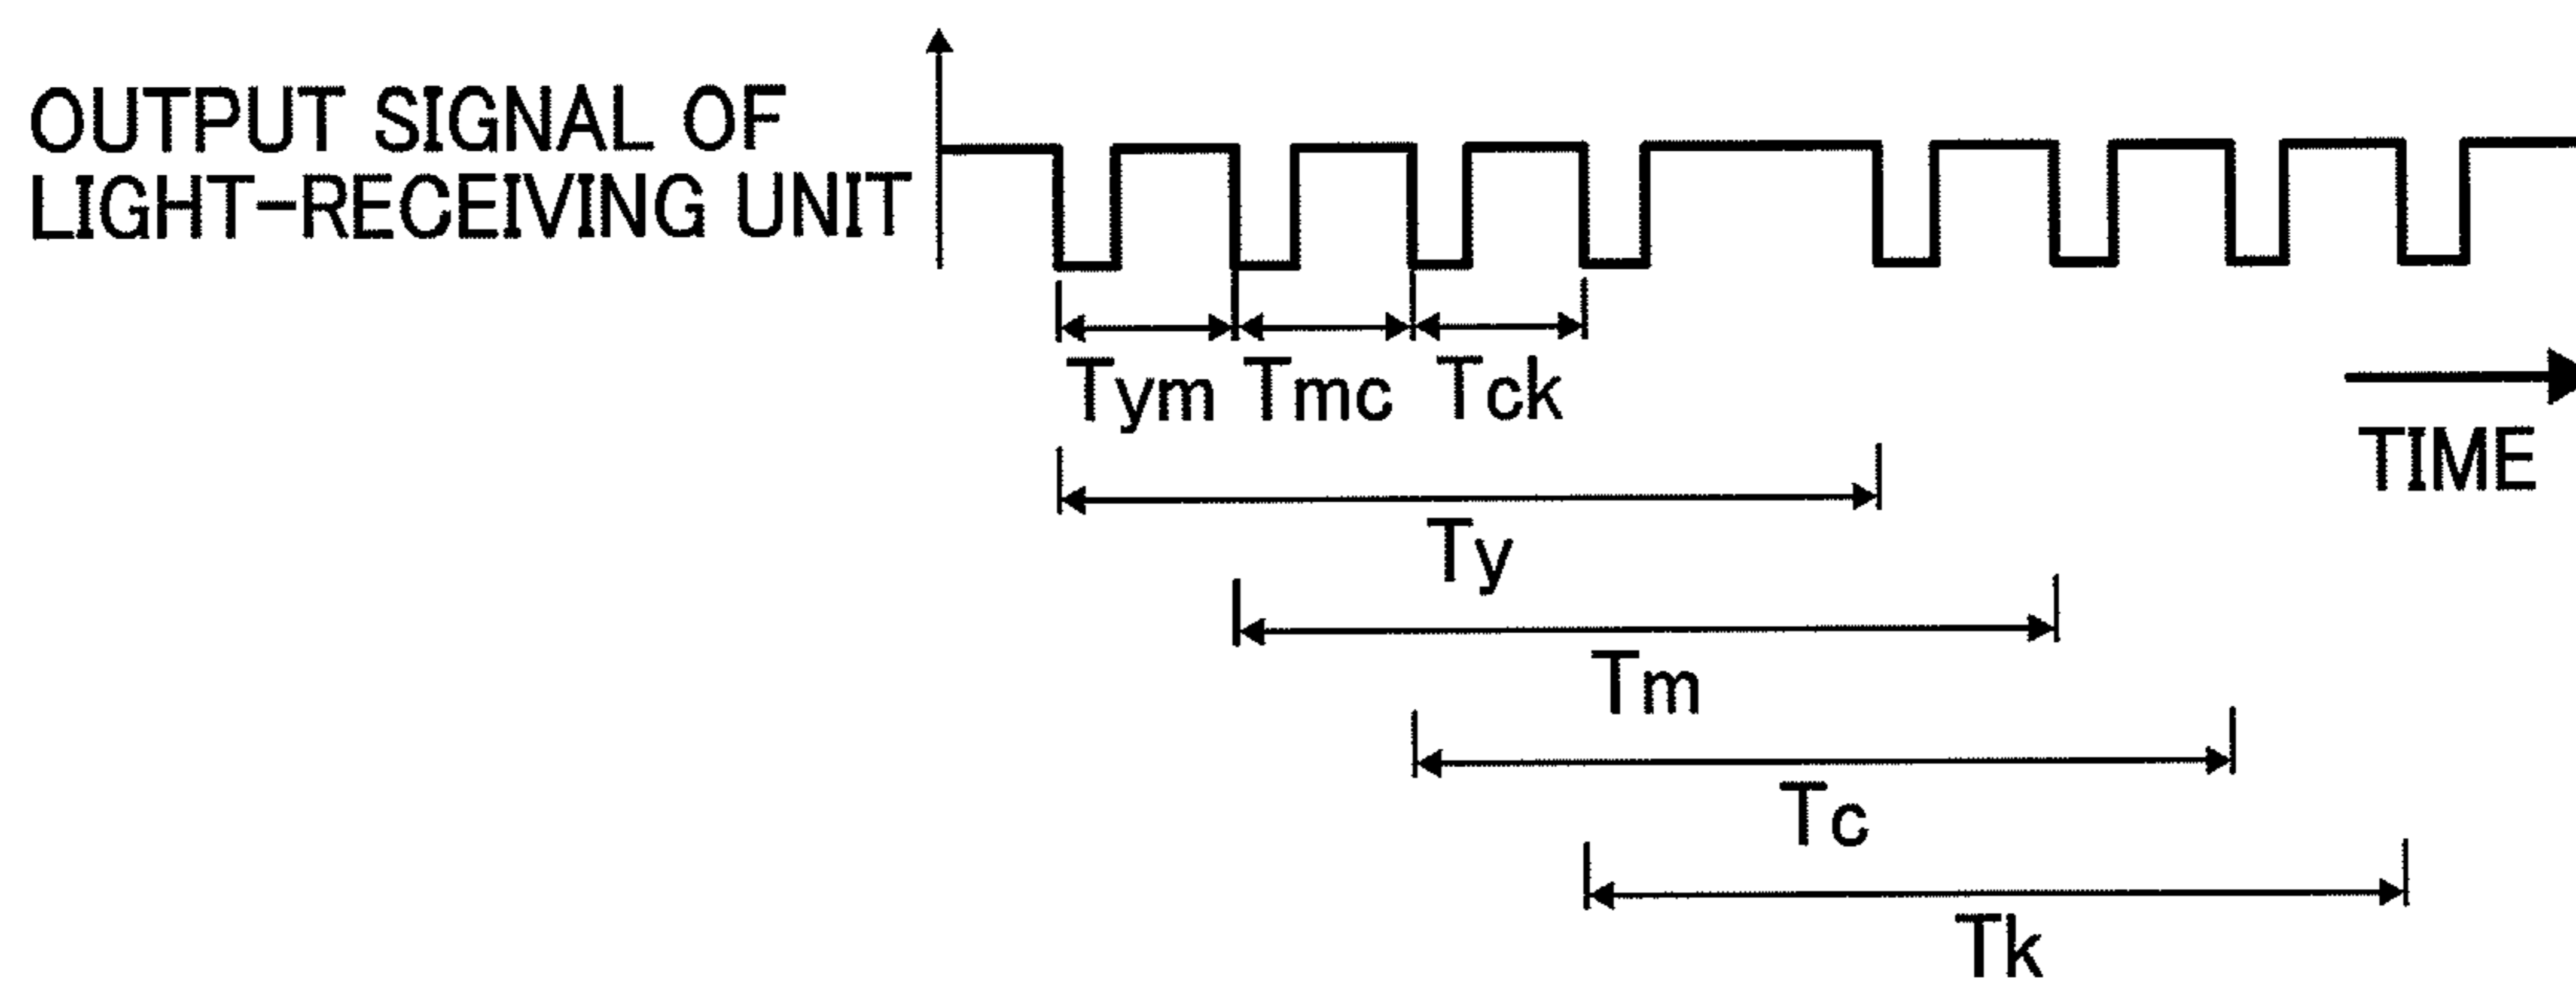 OUTPUT SIGNAL OF
LIGHT-RECEIVING UNIT
Tym Tmc Tck
TIME
Ty
Tm
Tc
Tk